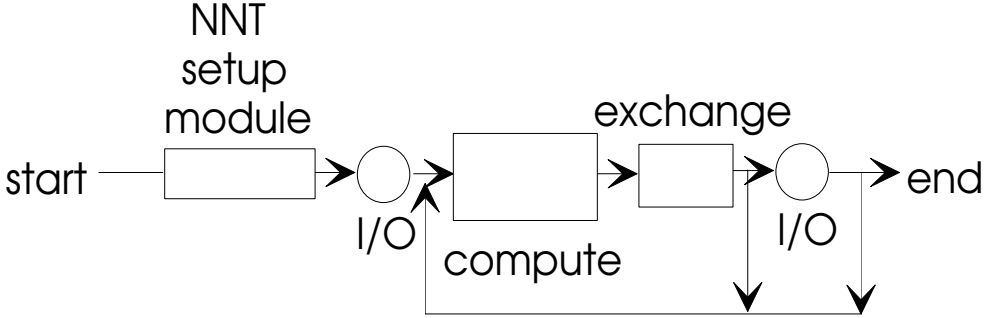 NNT
setup
module
exchange
start
end
I/O
I/O
compute